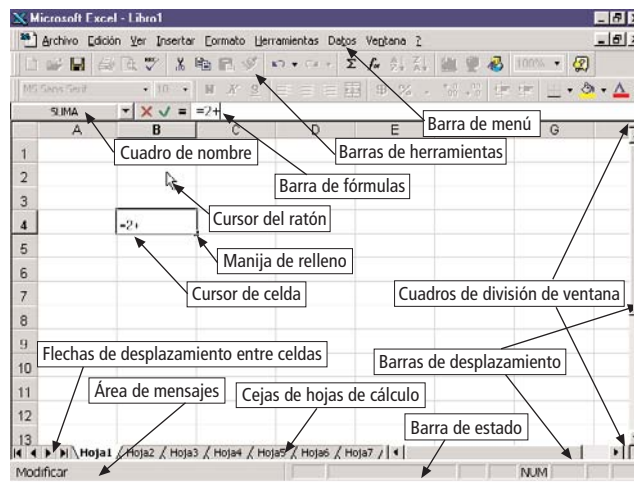 Microsoft Excel - Libro1
Archivo Edición Ver Insertar Formato Herramientas Datos Ventana ?
100%
MS Sans Serif 10 N K S
SUMA =2+
A B C D E G
Barra de menú
Cuadro de nombre
Barras de herramientas
Barra de fórmulas
Cursor del ratón
=2+
Manija de relleno
Cursor de celda
Cuadros de división de ventana
Flechas de desplazamiento entre celdas
Barras de desplazamiento
Área de mensajes
Cejas de hojas de cálculo
Barra de estado
1
2
3
4
5
6
7
8
9
10
11
12
13
Hoja1 Hoja2 Hoja3 Hoja4 Hoja5 Hoja6 Hoja7
Modificar NUM